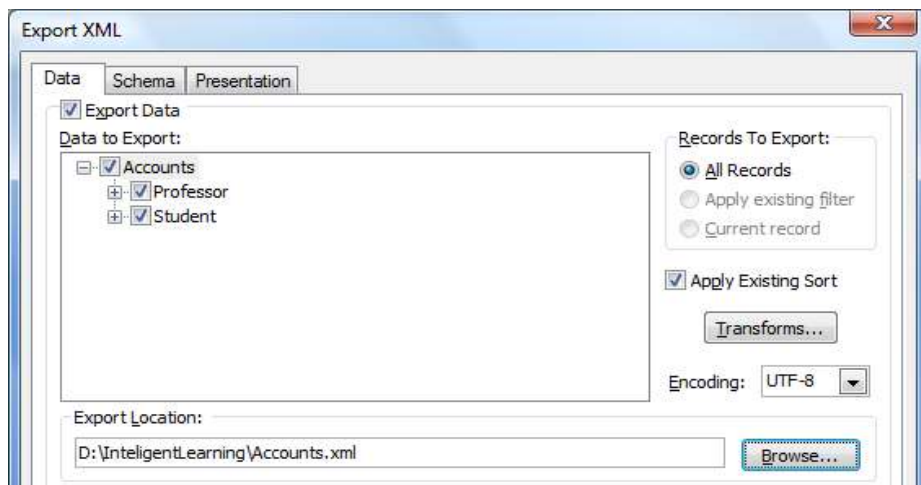 Export XML
Data Schema Presentation
Export Data
Data to Export:
Accounts
Professor
Student
Records To Export:
All Records
Apply existing filter
Current record
Apply Existing Sort
Transforms...
Encoding: UTF-8
Export Location:
D:\InteligentLearning\Accounts.xml
Browse...